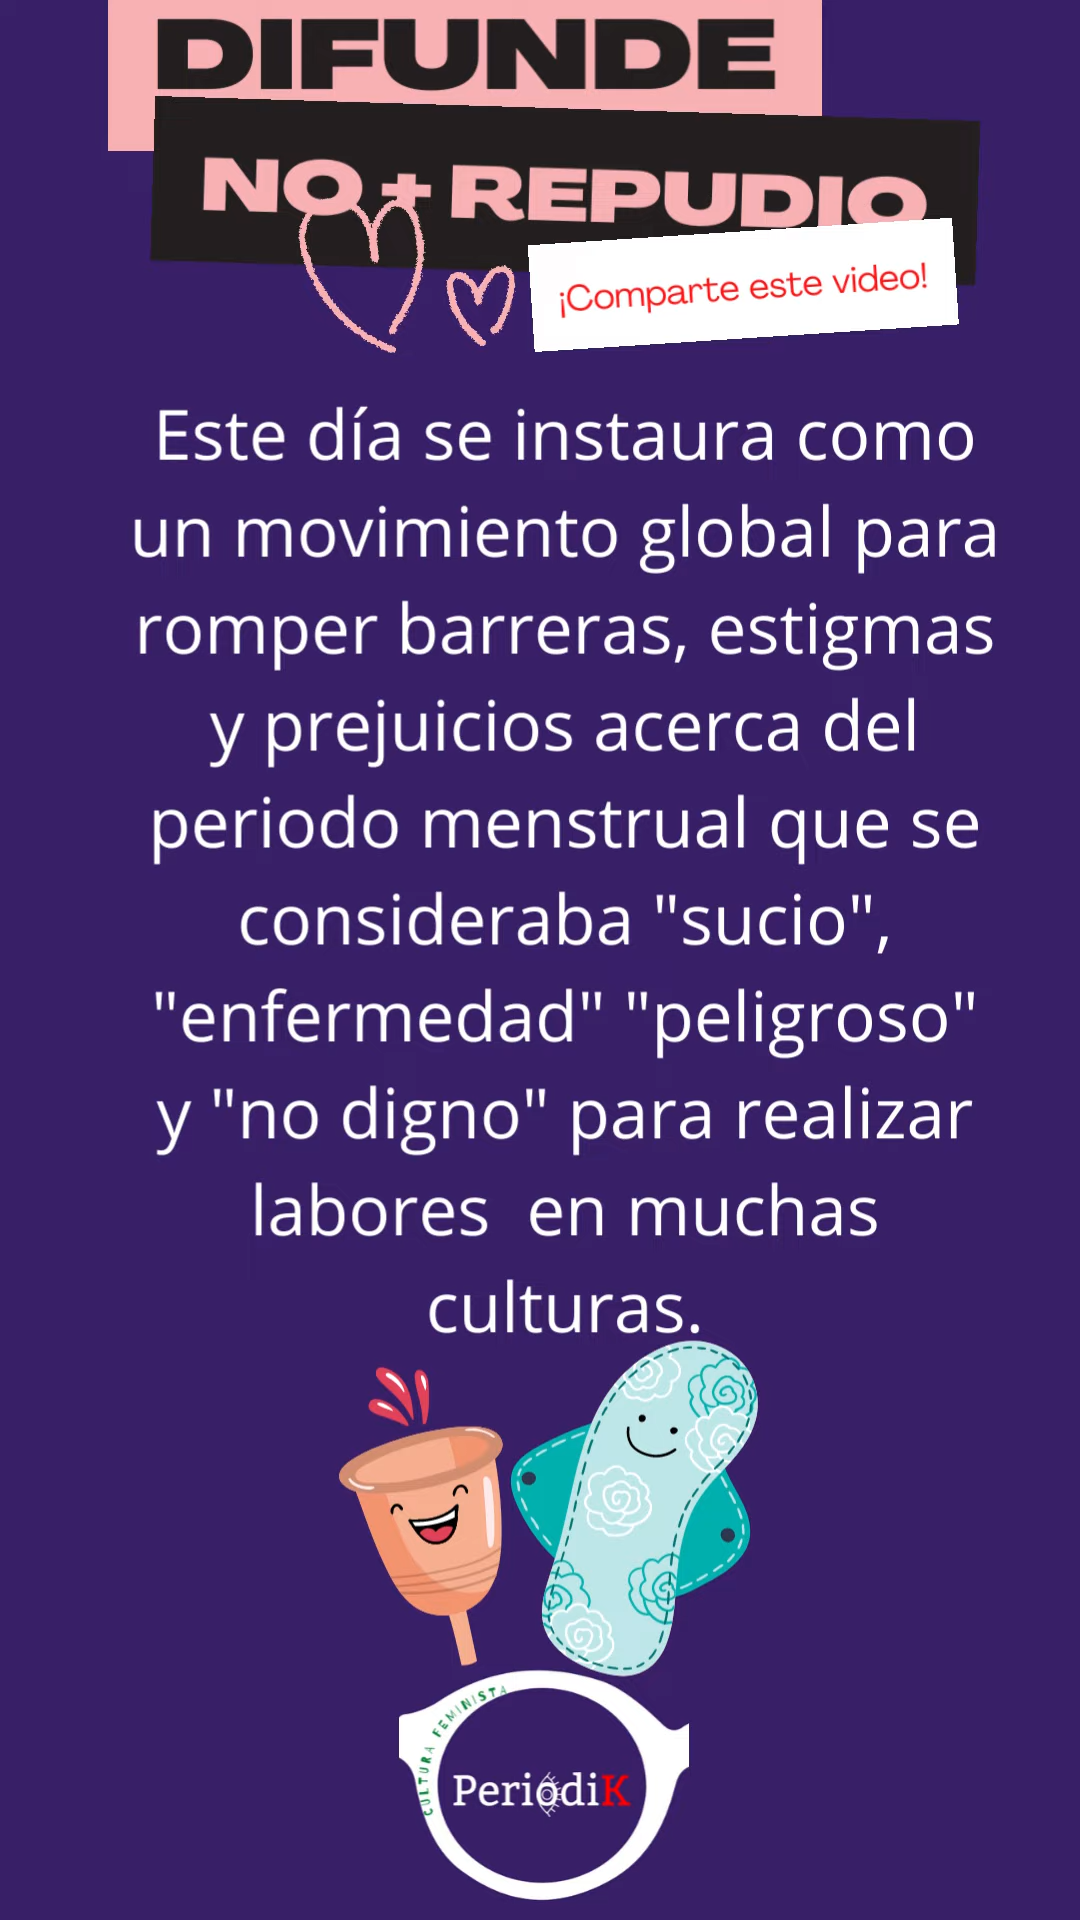 DIFUNDE
NO + REPUDIO
¡Comparte este video!
Este día se instaura como
un movimiento global para
romper barreras, estigmas
y prejuicios acerca del
periodo menstrual que se
consideraba "sucio",
"enfermedad" "peligroso"
y "no digno" para realizar
labores  en muchas
culturas.
CULTURA FEMINISTA
PeriodiK